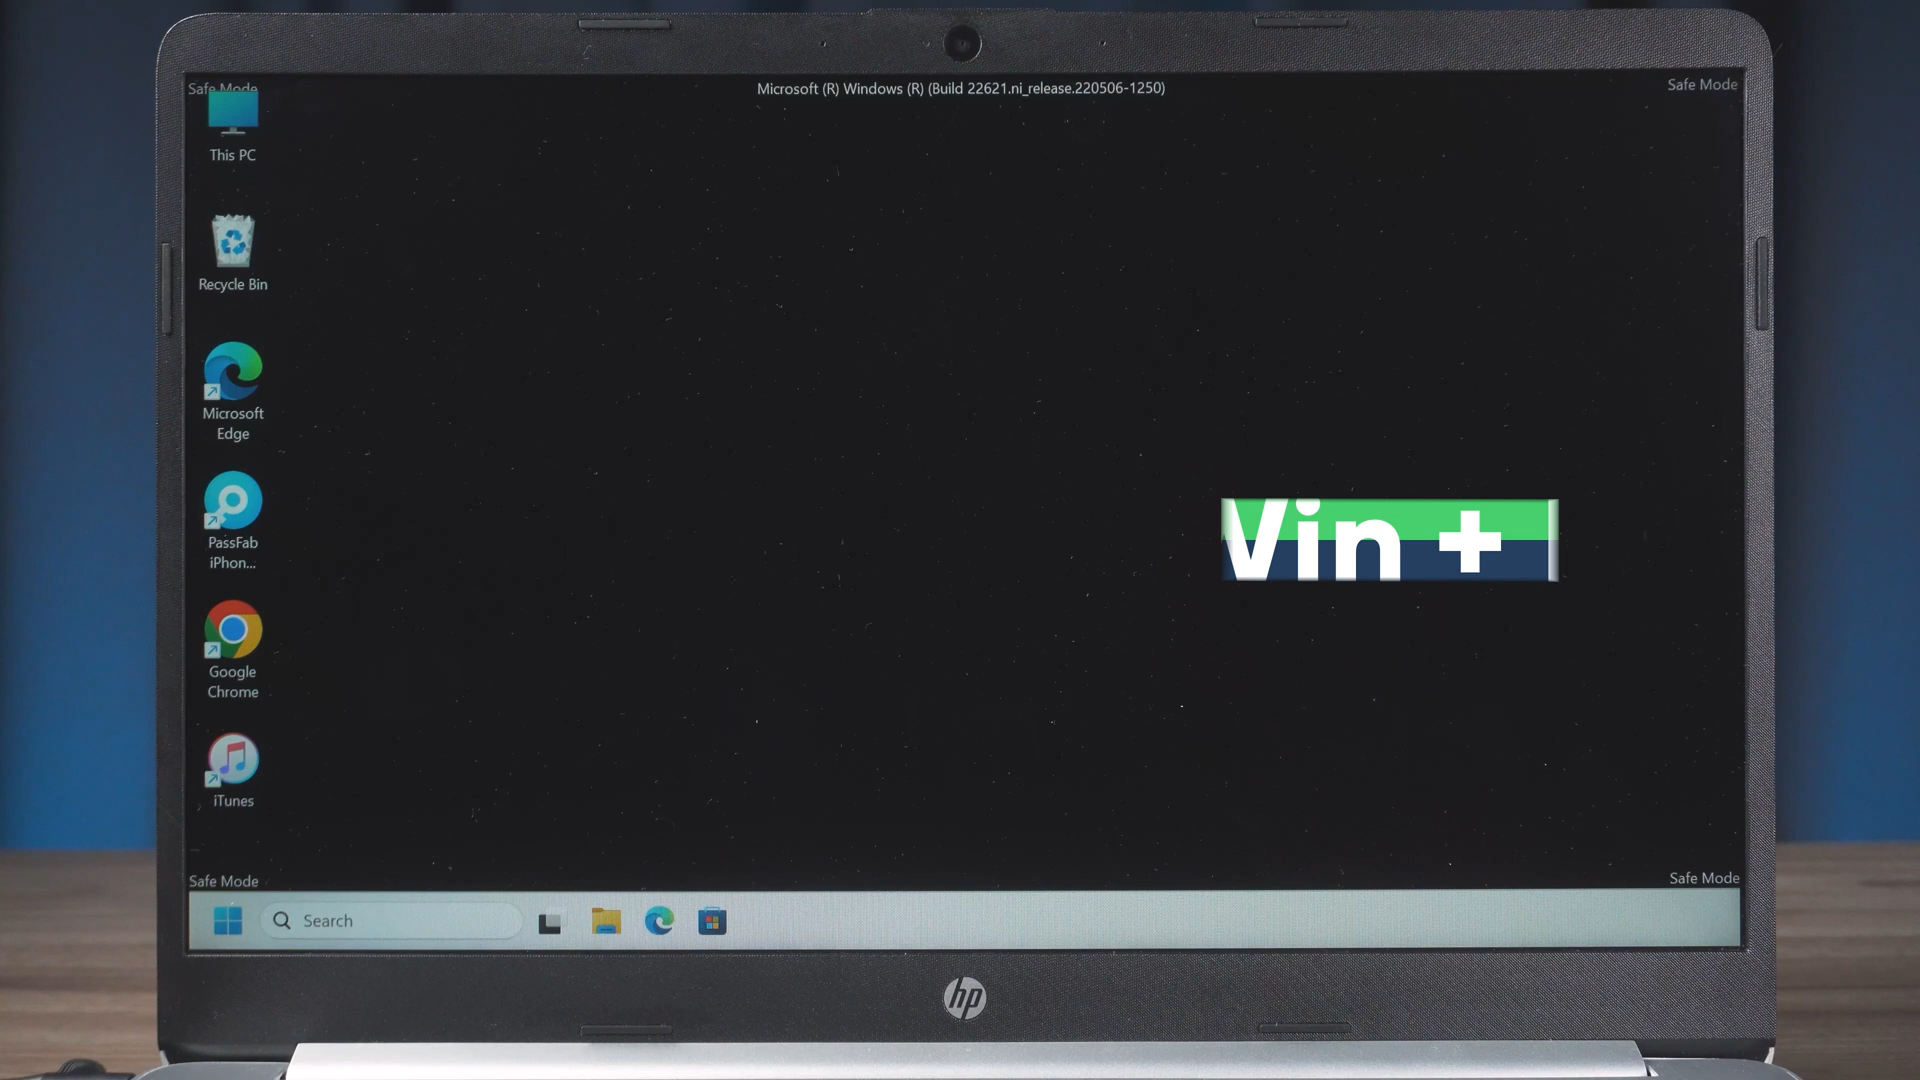 Safe Mode
Microsoft (R) Windows (R) (Build 22621.ni_release.220506-1250)
Safe Mode
This PC
Recycle Bin
Microsoft
Edge
PassFab
iPhon...
Google
Chrome
iTunes
Win +
Safe Mode
Safe Mode
Search
hp